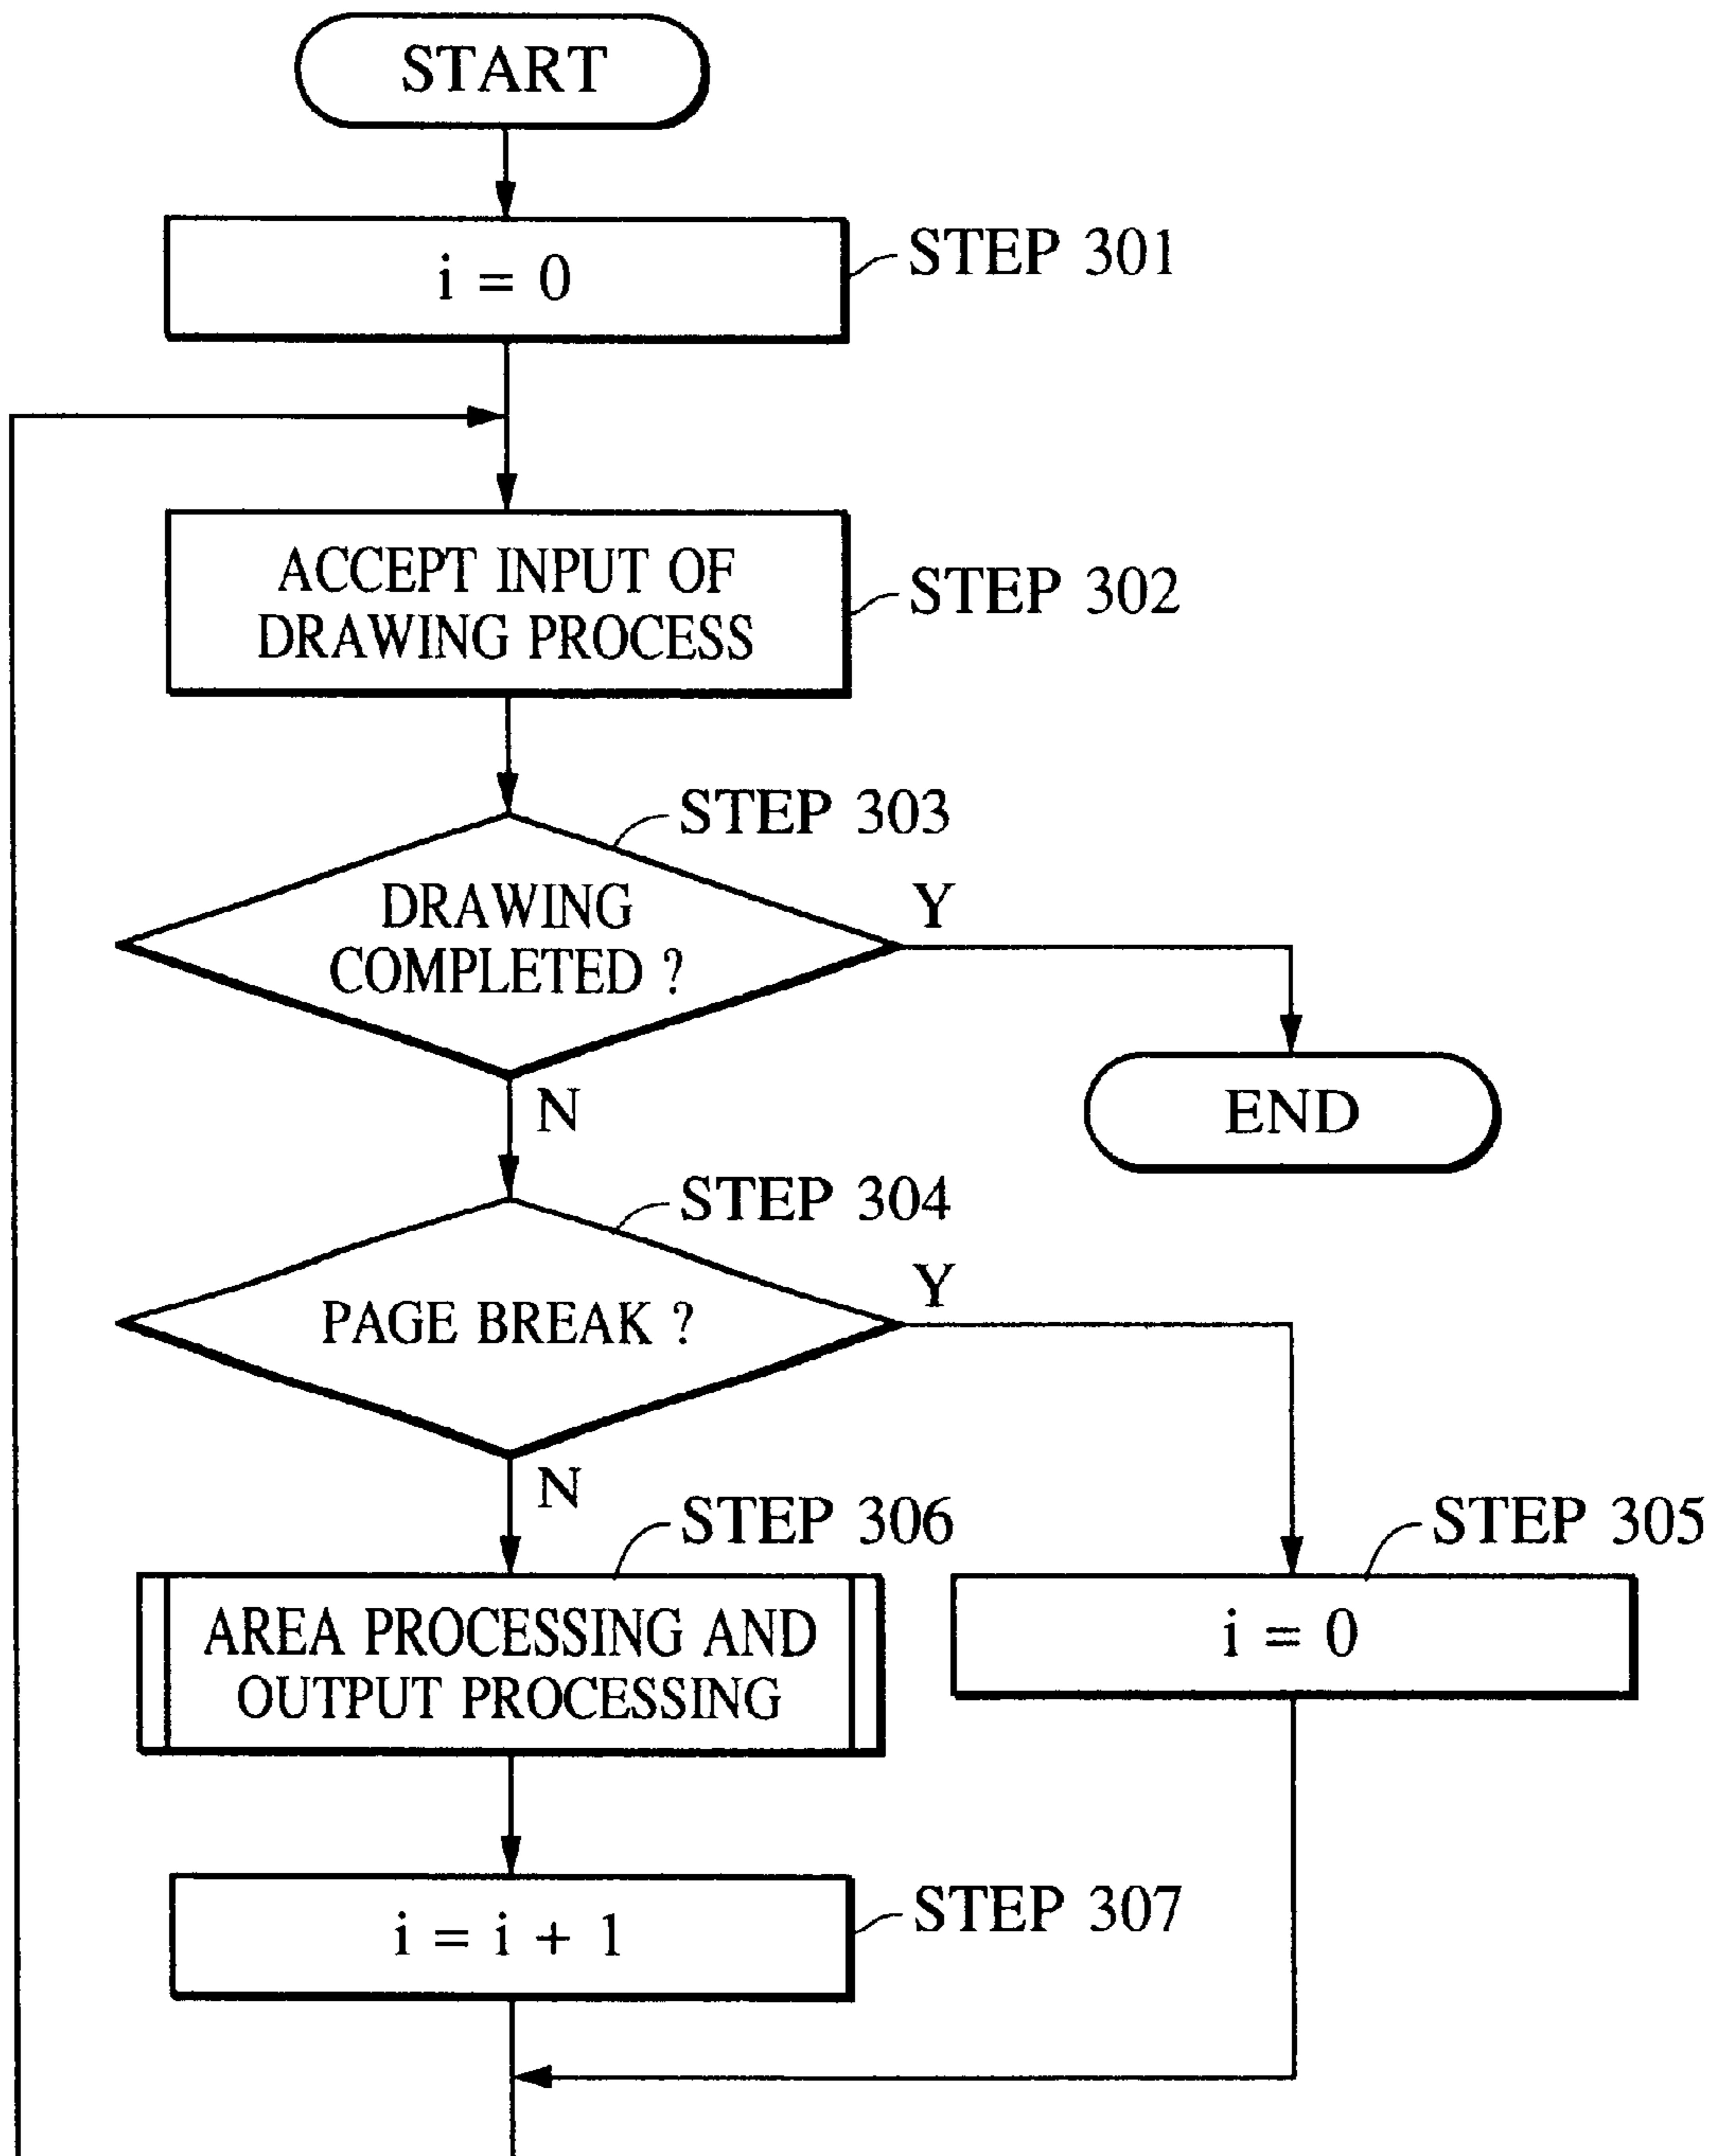 START
i = 0
STEP 301
ACCEPT INPUT OF
DRAWING PROCESS
STEP 302
STEP 303
DRAWING
COMPLETED ?
Y
N
END
STEP 304
PAGE BREAK ?
Y
N
STEP 306
AREA PROCESSING AND
OUTPUT PROCESSING
STEP 305
i = 0
i = i + 1
STEP 307